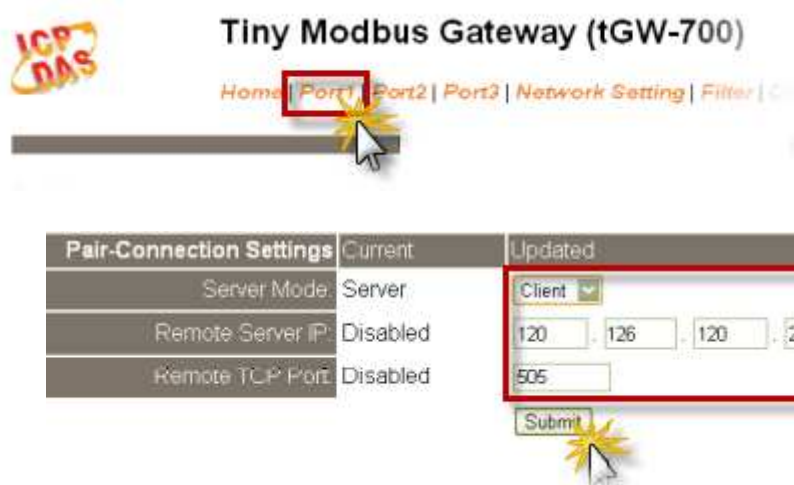 ICP DAS
Tiny Modbus Gateway (tGW-700)
Home | Port1 | Port2 | Port3 | Network Setting | Filter |
Pair-Connection Settings Current Updated
Server Mode: Server Client
Remote Server IP: Disabled 120 . 126 . 120 .
Remote TCP Port: Disabled 505
Submit